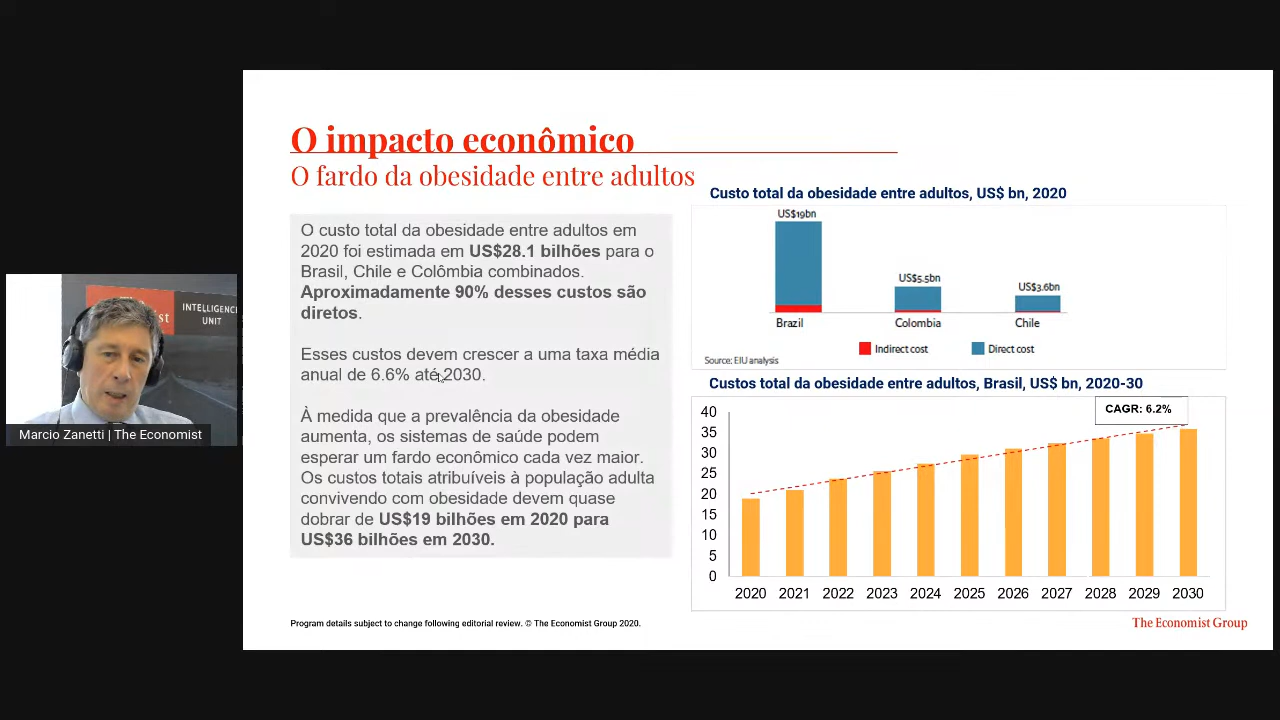 O impacto econômico
O fardo da obesidade entre adultos
O custo total da obesidade entre adultos em
2020 foi estimada em US$28.1 bilhões para o
Brasil, Chile e Colômbia combinados.
Aproximadamente 90% desses custos são
diretos.
Esses custos devem crescer a uma taxa média
anual de 6.6% até 2030.
À medida que a prevalência da obesidade
aumenta, os sistemas de saúde podem
esperar um fardo econômico cada vez maior.
Os custos totais atribuíveis à população adulta
convivendo com obesidade devem quase
dobrar de US$19 bilhões em 2020 para
US$36 bilhões em 2030.
Custo total da obesidade entre adultos, US$ bn, 2020
US$19bn
US$5.5bn
US$3.6bn
Brazil Colombia Chile
Indirect cost Direct cost
Source: EIU analysis
Custos total da obesidade entre adultos, Brasil, US$ bn, 2020-30
CAGR: 6.2%
40
35
30
25
20
15
10
5
0
2020 2021 2022 2023 2024 2025 2026 2027 2028 2029 2030
INTELLIGENCE
UNIT
Marcio Zanetti | The Economist
Program details subject to change following editorial review. © The Economist Group 2020.
The Economist Group